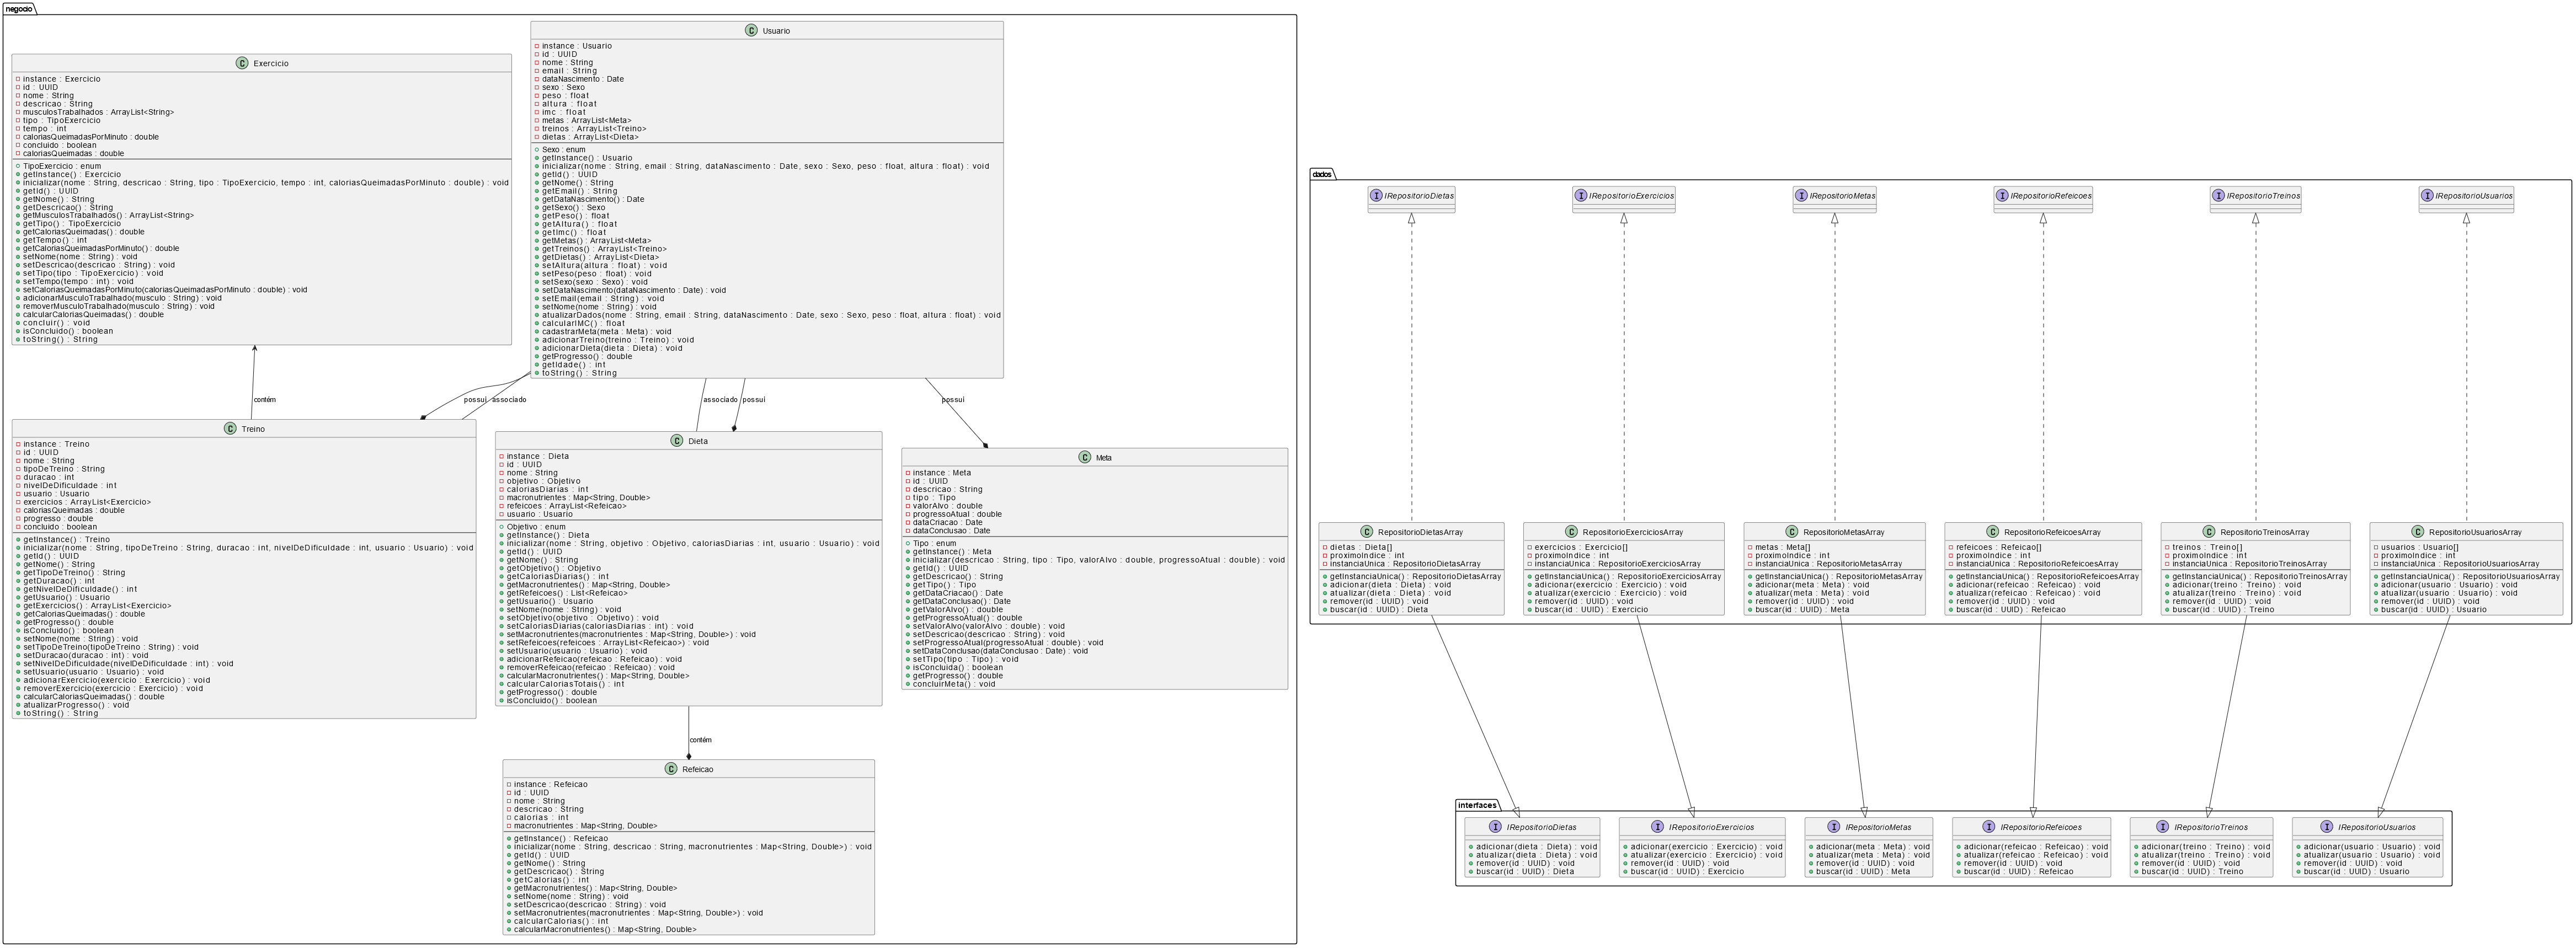 negocio
Usuario
instance : Usuario
id : UUID
nome : String
email : String
dataNascimento : Date
sexo : Sexo
peso : float
altura : float
imc : float
metas : ArrayList<Meta>
treinos : ArrayList<Treino>
dietas : ArrayList<Dieta>
Sexo : enum
getInstance() : Usuario
inicializar(nome : String, email : String, dataNascimento : Date, sexo : Sexo, peso : float, altura : float) : void
getId() : UUID
getNome() : String
getEmail() : String
getDataNascimento() : Date
getSexo() : Sexo
getPeso() : float
getAltura() : float
getImc() : float
getMetas() : ArrayList<Meta>
getTreinos() : ArrayList<Treino>
getDietas() : ArrayList<Dieta>
setAltura(altura : float) : void
setPeso(peso : float) : void
setSexo(sexo : Sexo) : void
setDataNascimento(dataNascimento : Date) : void
setEmail(email : String) : void
setNome(nome : String) : void
atualizarDados(nome : String, email : String, dataNascimento : Date, sexo : Sexo, peso : float, altura : float) : void
calcularIMC() : float
cadastrarMeta(meta : Meta) : void
adicionarTreino(treino : Treino) : void
adicionarDieta(dieta : Dieta) : void
getProgresso() : double
getIdade() : int
toString() : String
Exercicio
instance : Exercicio
id : UUID
nome : String
descricao : String
musculosTrabalhados : ArrayList<String>
tipo : TipoExercicio
tempo : int
caloriasQueimadasPorMinuto : double
concluido : boolean
caloriasQueimadas : double
TipoExercicio : enum
getInstance() : Exercicio
inicializar(nome : String, descricao : String, tipo : TipoExercicio, tempo : int, caloriasQueimadasPorMinuto : double) : void
getId() : UUID
getNome() : String
getDescricao() : String
getMusculosTrabalhados() : ArrayList<String>
getTipo() : TipoExercicio
getCaloriasQueimadas() : double
getTempo() : int
getCaloriasQueimadasPorMinuto() : double
setNome(nome : String) : void
setDescricao(descricao : String) : void
setTipo(tipo : TipoExercicio) : void
setTempo(tempo : int) : void
setCaloriasQueimadasPorMinuto(caloriasQueimadasPorMinuto : double) : void
adicionarMusculoTrabalhado(musculo : String) : void
removerMusculoTrabalhado(musculo : String) : void
calcularCaloriasQueimadas() : double
concluir() : void
isConcluido() : boolean
toString() : String
contém
possui
associado
associado
possui
possui
Treino
instance : Treino
id : UUID
nome : String
tipoDeTreino : String
duracao : int
nivelDeDificuldade : int
usuario : Usuario
exercicios : ArrayList<Exercicio>
caloriasQueimadas : double
progresso : double
concluido : boolean
getInstance() : Treino
inicializar(nome : String, tipoDeTreino : String, duracao : int, nivelDeDificuldade : int, usuario : Usuario) : void
getId() : UUID
getNome() : String
getTipoDeTreino() : String
getDuracao() : int
getNivelDeDificuldade() : int
getUsuario() : Usuario
getExercicios() : ArrayList<Exercicio>
getCaloriasQueimadas() : double
getProgresso() : double
isConcluido() : boolean
setNome(nome : String) : void
setTipoDeTreino(tipoDeTreino : String) : void
setDuracao(duracao : int) : void
setNivelDeDificuldade(nivelDeDificuldade : int) : void
setUsuario(usuario : Usuario) : void
adicionarExercicio(exercicio : Exercicio) : void
removerExercicio(exercicio : Exercicio) : void
calcularCaloriasQueimadas() : double
atualizarProgresso() : void
toString() : String
Dieta
instance : Dieta
id : UUID
nome : String
objetivo : Objetivo
caloriasDiarias : int
macronutrientes : Map<String, Double>
refeicoes : ArrayList<Refeicao>
usuario : Usuario
Objetivo : enum
getInstance() : Dieta
inicializar(nome : String, objetivo : Objetivo, caloriasDiarias : int, usuario : Usuario) : void
getId() : UUID
getNome() : String
getObjetivo() : Objetivo
getCaloriasDiarias() : int
getMacronutrientes() : Map<String, Double>
getRefeicoes() : List<Refeicao>
getUsuario() : Usuario
setNome(nome : String) : void
setObjetivo(objetivo : Objetivo) : void
setCaloriasDiarias(caloriasDiarias : int) : void
setMacronutrientes(macronutrientes : Map<String, Double>) : void
setRefeicoes(refeicoes : ArrayList<Refeicao>) : void
setUsuario(usuario : Usuario) : void
adicionarRefeicao(refeicao : Refeicao) : void
removerRefeicao(refeicao : Refeicao) : void
calcularMacronutrientes() : Map<String, Double>
calcularCaloriasTotais() : int
getProgresso() : double
isConcluido() : boolean
Meta
instance : Meta
id : UUID
descricao : String
tipo : Tipo
valorAlvo : double
progressoAtual : double
dataCriacao : Date
dataConclusao : Date
Tipo : enum
getInstance() : Meta
inicializar(descricao : String, tipo : Tipo, valorAlvo : double, progressoAtual : double) : void
getId() : UUID
getDescricao() : String
getTipo() : Tipo
getDataCriacao() : Date
getDataConclusao() : Date
getValorAlvo() : double
getProgressoAtual() : double
setValorAlvo(valorAlvo : double) : void
setDescricao(descricao : String) : void
setProgressoAtual(progressoAtual : double) : void
setDataConclusao(dataConclusao : Date) : void
setTipo(tipo : Tipo) : void
isConcluida() : boolean
getProgresso() : double
concluirMeta() : void
contém
Refeicao
instance : Refeicao
id : UUID
nome : String
descricao : String
calorias : int
macronutrientes : Map<String, Double>
getInstance() : Refeicao
inicializar(nome : String, descricao : String, macronutrientes : Map<String, Double>) : void
getId() : UUID
getNome() : String
getDescricao() : String
getCalorias() : int
getMacronutrientes() : Map<String, Double>
setNome(nome : String) : void
setDescricao(descricao : String) : void
setMacronutrientes(macronutrientes : Map<String, Double>) : void
calcularCalorias() : int
calcularMacronutrientes() : Map<String, Double>
dados
IRepositorioDietas
IRepositorioExercicios
IRepositorioMetas
IRepositorioRefeicoes
IRepositorioTreinos
IRepositorioUsuarios
RepositorioDietasArray
dietas : Dieta[]
proximoIndice : int
instanciaUnica : RepositorioDietasArray
getInstanciaUnica() : RepositorioDietasArray
adicionar(dieta : Dieta) : void
atualizar(dieta : Dieta) : void
remover(id : UUID) : void
buscar(id : UUID) : Dieta
RepositorioExerciciosArray
exercicios : Exercicio[]
proximoIndice : int
instanciaUnica : RepositorioExerciciosArray
getInstanciaUnica() : RepositorioExerciciosArray
adicionar(exercicio : Exercicio) : void
atualizar(exercicio : Exercicio) : void
remover(id : UUID) : void
buscar(id : UUID) : Exercicio
RepositorioMetasArray
metas : Meta[]
proximoIndice : int
instanciaUnica : RepositorioMetasArray
getInstanciaUnica() : RepositorioMetasArray
adicionar(meta : Meta) : void
atualizar(meta : Meta) : void
remover(id : UUID) : void
buscar(id : UUID) : Meta
RepositorioRefeicoesArray
refeicoes : Refeicao[]
proximoIndice : int
instanciaUnica : RepositorioRefeicoesArray
getInstanciaUnica() : RepositorioRefeicoesArray
adicionar(refeicao : Refeicao) : void
atualizar(refeicao : Refeicao) : void
remover(id : UUID) : void
buscar(id : UUID) : Refeicao
RepositorioTreinosArray
treinos : Treino[]
proximoIndice : int
instanciaUnica : RepositorioTreinosArray
getInstanciaUnica() : RepositorioTreinosArray
adicionar(treino : Treino) : void
atualizar(treino : Treino) : void
remover(id : UUID) : void
buscar(id : UUID) : Treino
RepositorioUsuariosArray
usuarios : Usuario[]
proximoIndice : int
instanciaUnica : RepositorioUsuariosArray
getInstanciaUnica() : RepositorioUsuariosArray
adicionar(usuario : Usuario) : void
atualizar(usuario : Usuario) : void
remover(id : UUID) : void
buscar(id : UUID) : Usuario
interfaces
IRepositorioDietas
adicionar(dieta : Dieta) : void
atualizar(dieta : Dieta) : void
remover(id : UUID) : void
buscar(id : UUID) : Dieta
IRepositorioExercicios
adicionar(exercicio : Exercicio) : void
atualizar(exercicio : Exercicio) : void
remover(id : UUID) : void
buscar(id : UUID) : Exercicio
IRepositorioMetas
adicionar(meta : Meta) : void
atualizar(meta : Meta) : void
remover(id : UUID) : void
buscar(id : UUID) : Meta
IRepositorioRefeicoes
adicionar(refeicao : Refeicao) : void
atualizar(refeicao : Refeicao) : void
remover(id : UUID) : void
buscar(id : UUID) : Refeicao
IRepositorioTreinos
adicionar(treino : Treino) : void
atualizar(treino : Treino) : void
remover(id : UUID) : void
buscar(id : UUID) : Treino
IRepositorioUsuarios
adicionar(usuario : Usuario) : void
atualizar(usuario : Usuario) : void
remover(id : UUID) : void
buscar(id : UUID) : Usuario